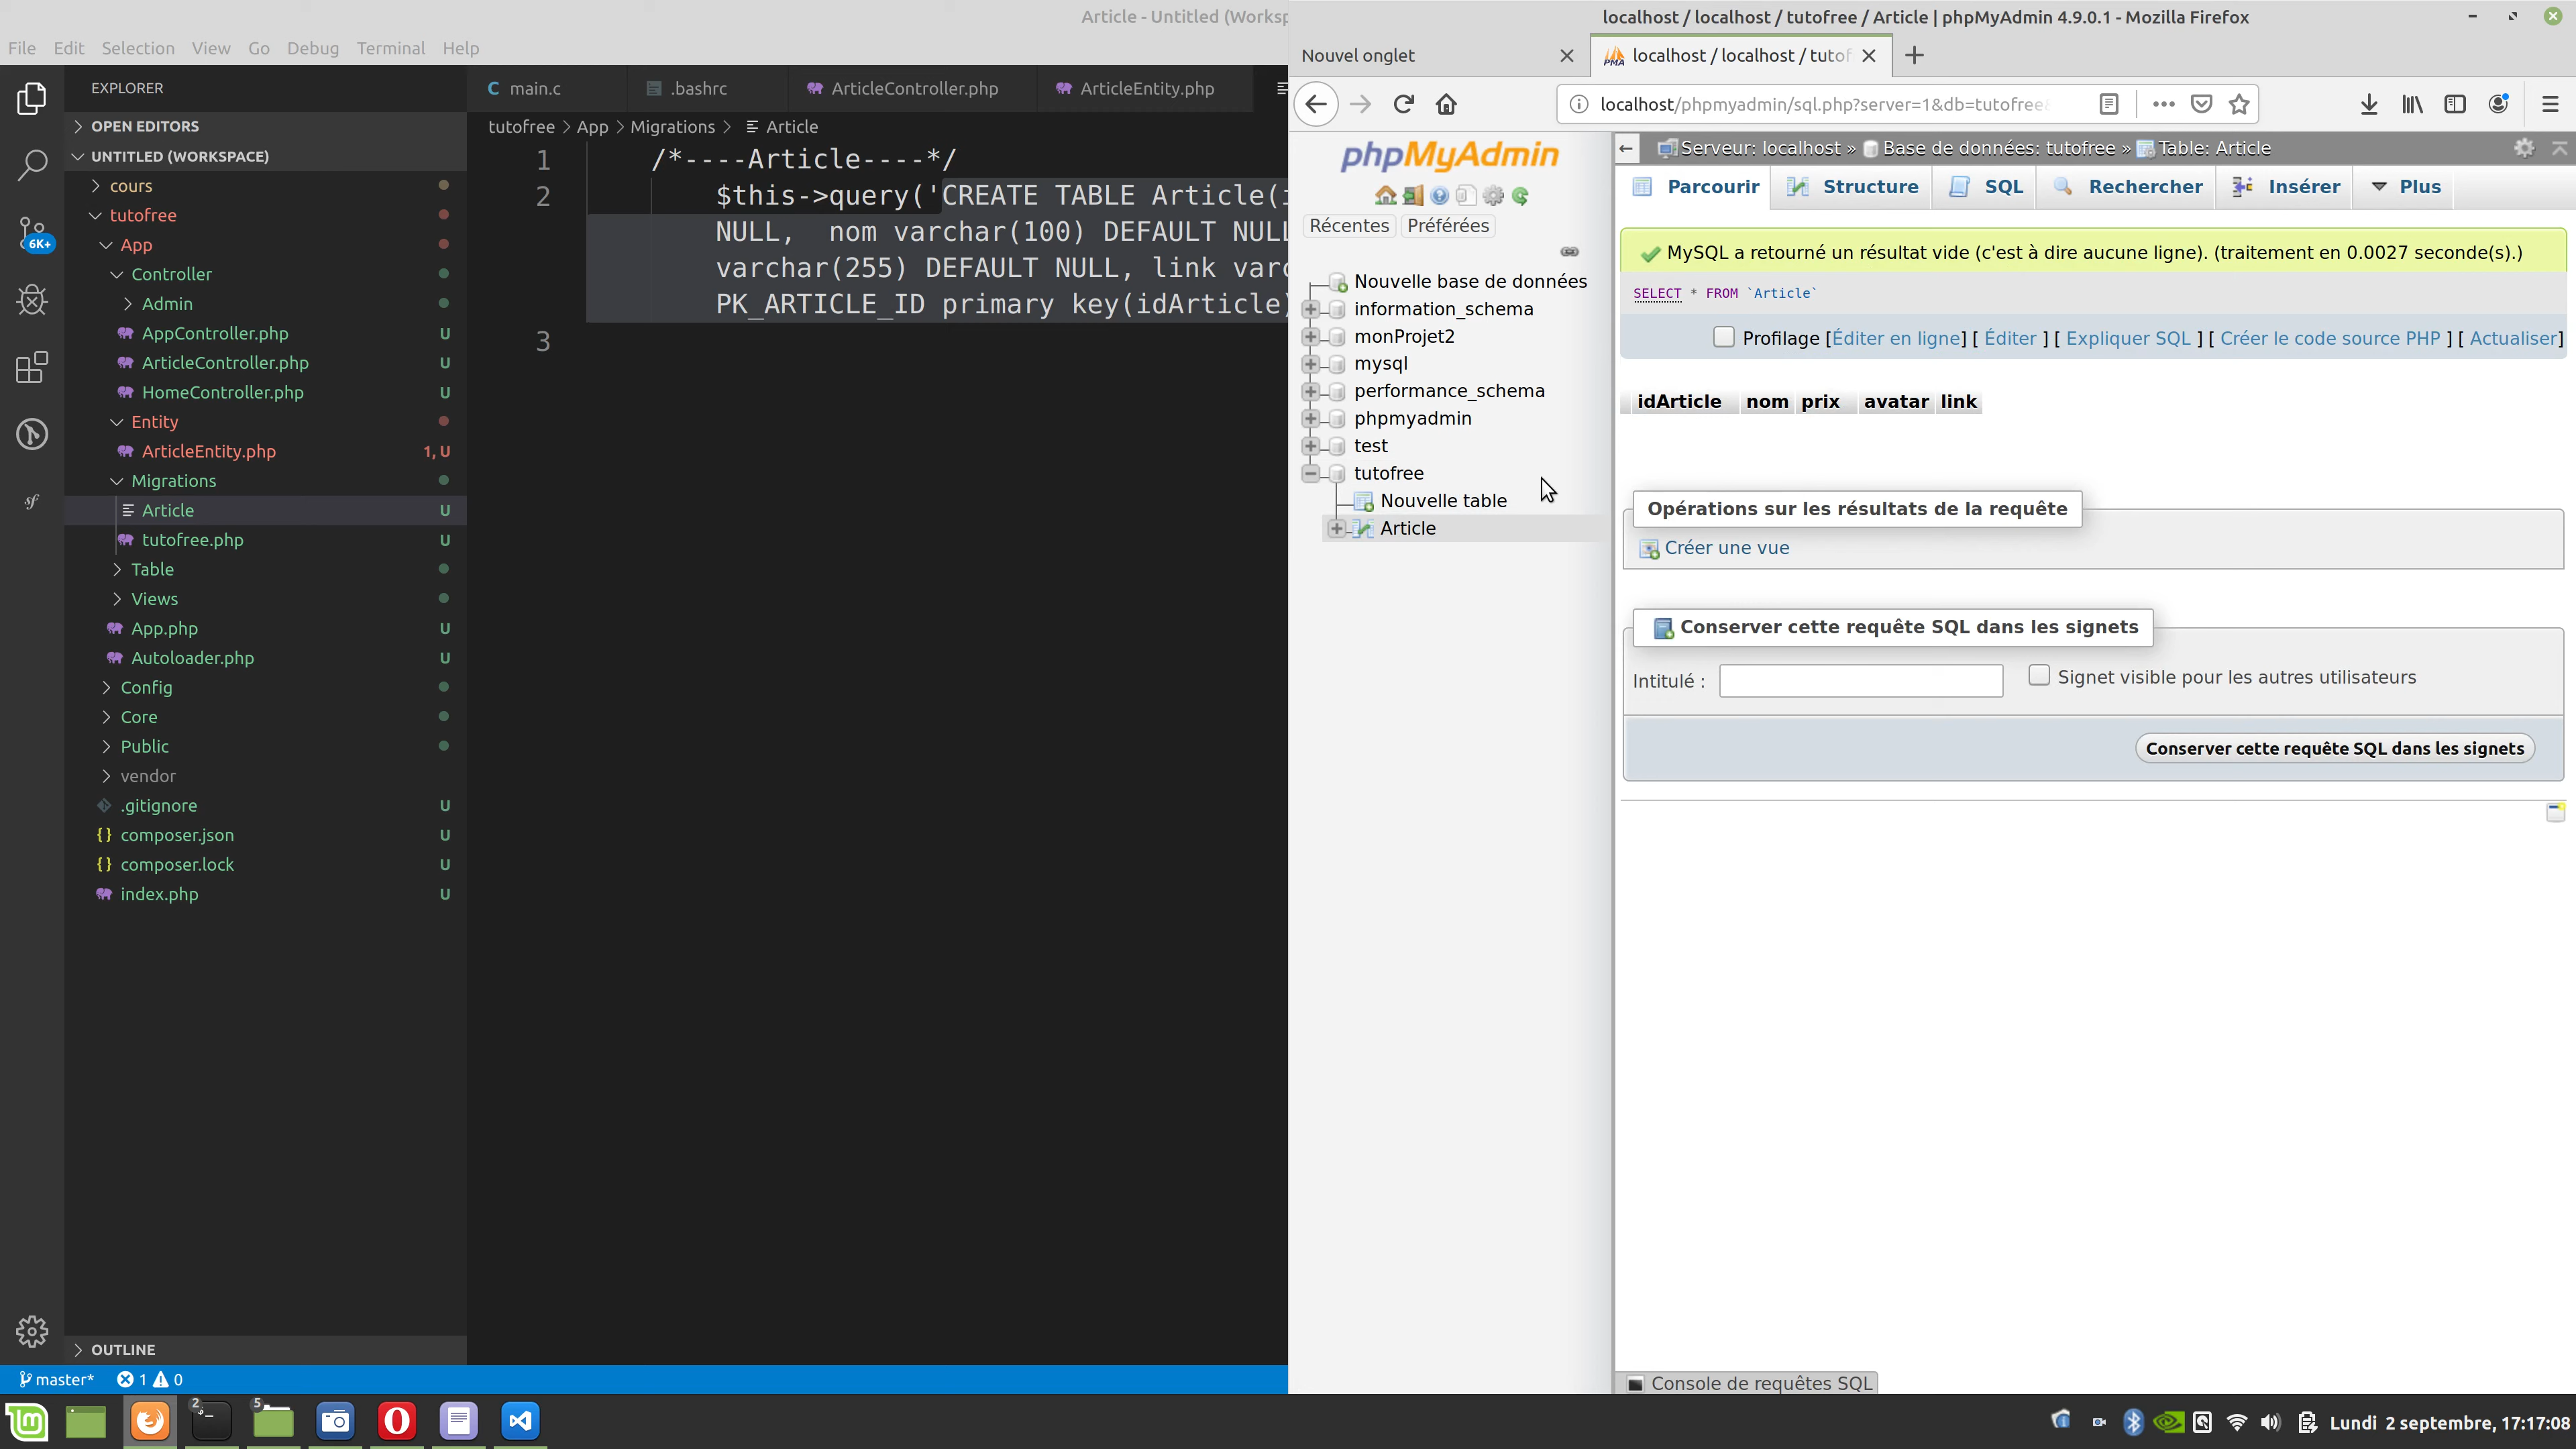 Article - Untitled (Worksp
File Edit Selection View Go Debug Terminal Help
EXPLORER
OPEN EDITORS
UNTITLED (WORKSPACE)
cours
tutofree
App
Controller
Admin
AppController.php U
ArticleController.php U
HomeController.php U
Entity
ArticleEntity.php 1, U
Migrations
Article U
tutofree.php U
Table
Views
App.php U
Autoloader.php U
Config
Core
Public
vendor
.gitignore U
composer.json U
composer.lock U
index.php U
OUTLINE
6K+
master* 1 0
main.c .bashrc ArticleController.php ArticleEntity.php
tutofree > App > Migrations > Article
1 /*----Article----*/
2 $this->query('CREATE TABLE Article(i
NULL,  nom varchar(100) DEFAULT NULL
varchar(255) DEFAULT NULL, link varc
PK_ARTICLE_ID primary key(idArticle)
3
localhost / localhost / tutofree / Article | phpMyAdmin 4.9.0.1 - Mozilla Firefox
Nouvel onglet
PMA localhost / localhost / tutof
localhost/phpmyadmin/sql.php?server=1&db=tutofree&
phpMyAdmin
Récentes Préférées
Nouvelle base de données
information_schema
monProjet2
mysql
performance_schema
phpmyadmin
test
tutofree
Nouvelle table
Article
Serveur: localhost » Base de données: tutofree » Table: Article
Parcourir Structure SQL Rechercher Insérer Plus
MySQL a retourné un résultat vide (c'est à dire aucune ligne). (traitement en 0.0027 seconde(s).)
SELECT * FROM `Article`
Profilage [Éditer en ligne] [ Éditer ] [ Expliquer SQL ] [ Créer le code source PHP ] [ Actualiser]
idArticle nom prix avatar link
Opérations sur les résultats de la requête
Créer une vue
Conserver cette requête SQL dans les signets
Intitulé : Signet visible pour les autres utilisateurs
Conserver cette requête SQL dans les signets
Console de requêtes SQL
2 5
Lundi 2 septembre, 17:17:08